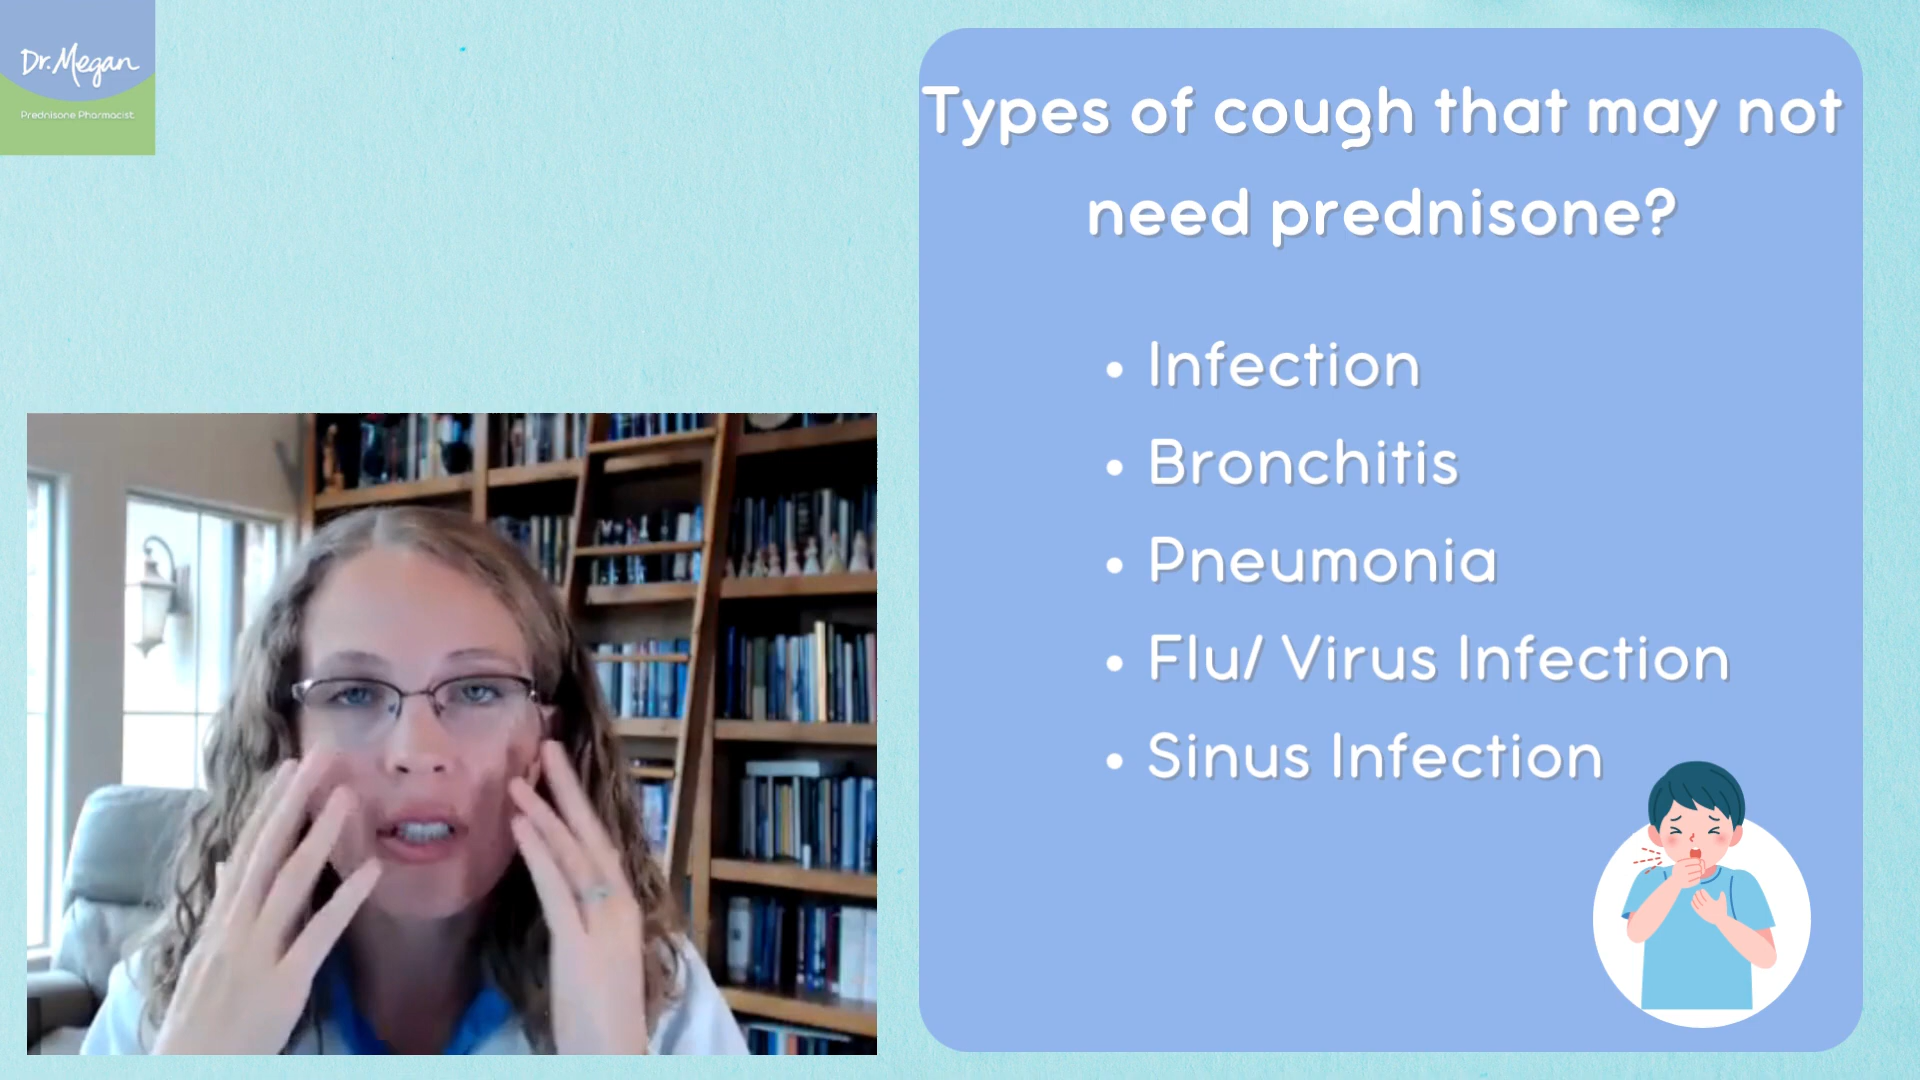 Dr. Megan
Prednisone Pharmacist
Types of cough that may not
need prednisone?
• Infection
• Bronchitis
• Pneumonia
• Flu/ Virus Infection
• Sinus Infection